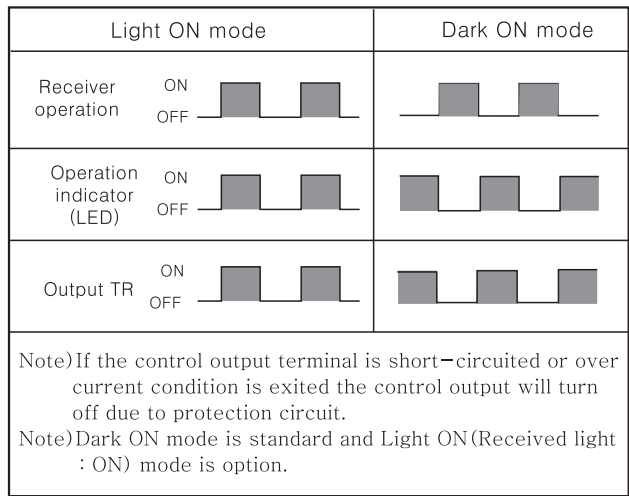 Light ON mode
Dark ON mode
Receiver operation
ON
OFF
Operation indicator (LED)
ON
OFF
Output TR
ON
OFF
Note)If the control output terminal is short-circuited or over
current condition is exited the control output will turn
off due to protection circuit.
Note)Dark ON mode is standard and Light ON(Received light
: ON) mode is option.